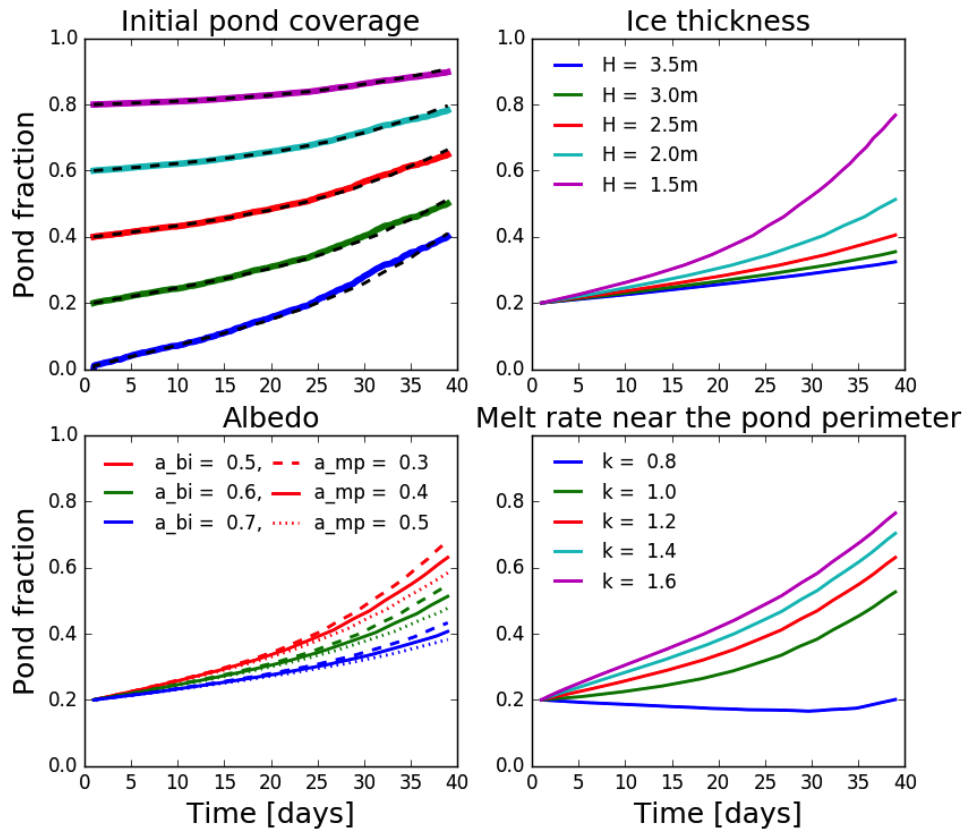 Initial pond coverage
Pond fraction
1.0
0.8
0.6
0.4
0.2
0.0
0 5 10 15 20 25 30 35 40
Ice thickness
H = 3.5m
H = 3.0m
H = 2.5m
H = 2.0m
H = 1.5m
1.0
0.8
0.6
0.4
0.2
0.0
0 5 10 15 20 25 30 35 40
Albedo
a_bi = 0.5, a_mp = 0.3
a_bi = 0.6, a_mp = 0.4
a_bi = 0.7, a_mp = 0.5
Pond fraction
1.0
0.8
0.6
0.4
0.2
0.0
0 5 10 15 20 25 30 35 40
Time [days]
Melt rate near the pond perimeter
k = 0.8
k = 1.0
k = 1.2
k = 1.4
k = 1.6
1.0
0.8
0.6
0.4
0.2
0.0
0 5 10 15 20 25 30 35 40
Time [days]